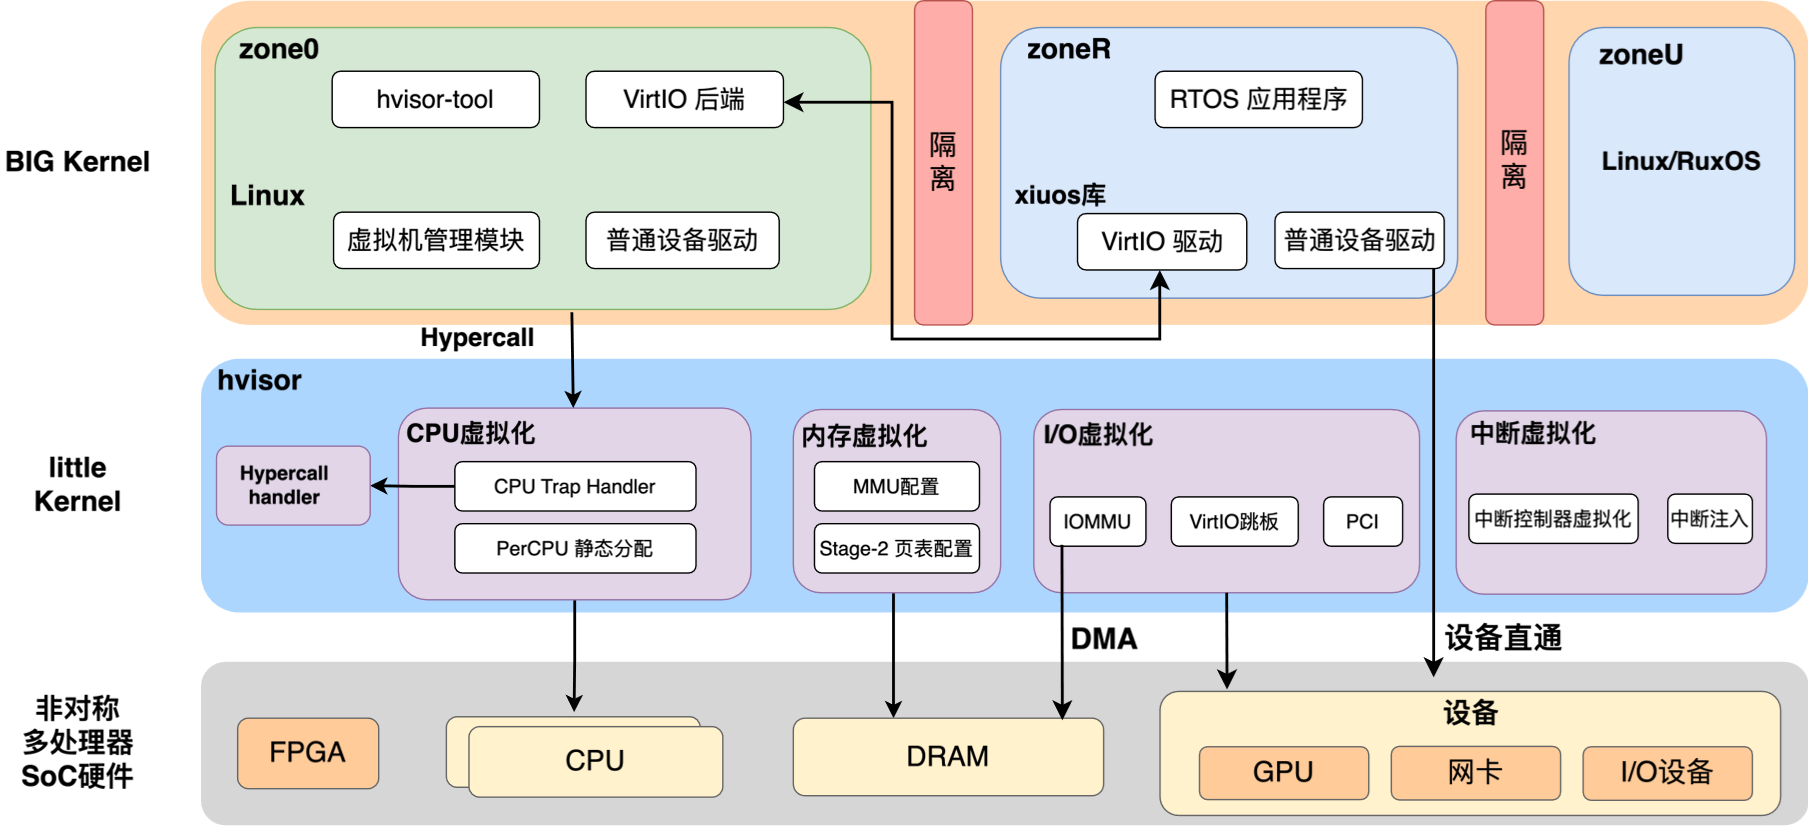 BIG Kernel
zone0
hvisor-tool
VirtIO 后端
Linux
虚拟机管理模块
普通设备驱动
隔
离
zoneR
RTOS 应用程序
xiuos库
VirtIO 驱动
普通设备驱动
隔
离
zoneU
Linux/RuxOS
Hypercall
little
Kernel
hvisor
Hypercall
handler
CPU虚拟化
CPU Trap Handler
PerCPU 静态分配
内存虚拟化
MMU配置
Stage-2 页表配置
I/O虚拟化
IOMMU
VirtIO跳板
PCI
中断虚拟化
中断控制器虚拟化
中断注入
DMA
设备直通
非对称
多处理器
SoC硬件
FPGA
CPU
DRAM
设备
GPU
网卡
I/O设备